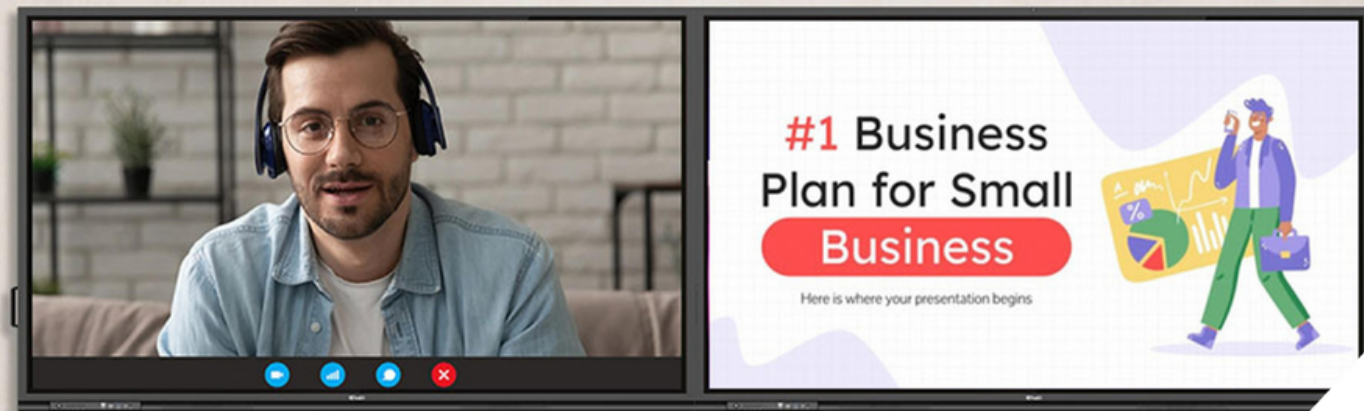 #1 Business
Plan for Small
Business
Here is where your presentation begins
%